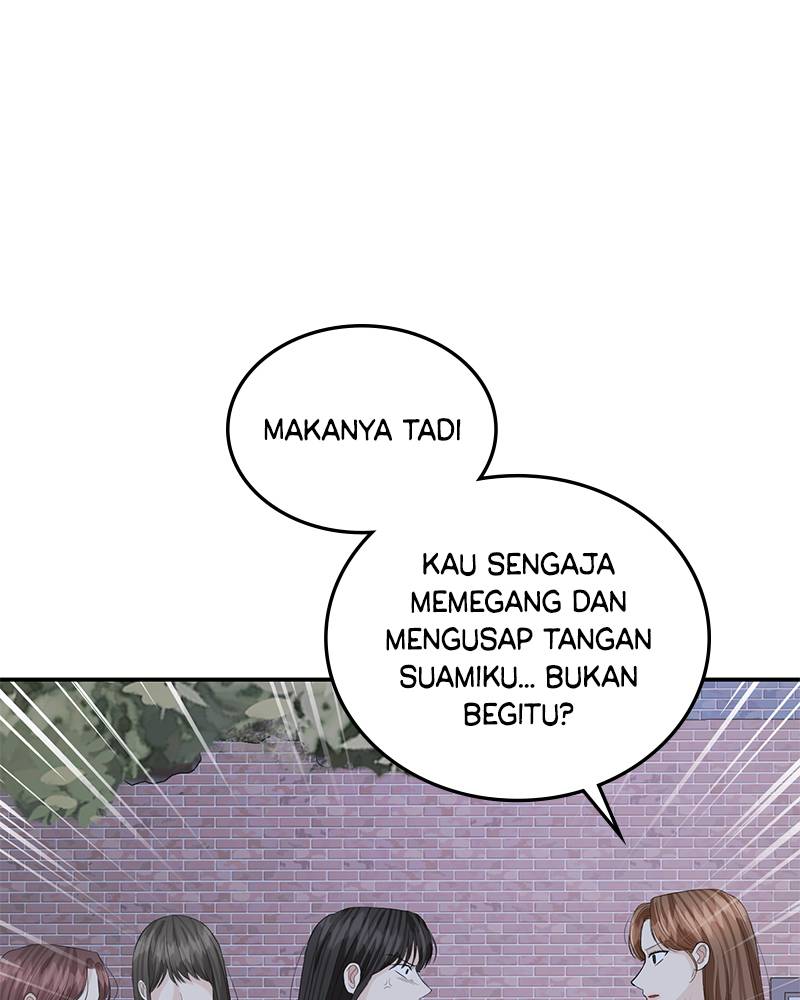 MAKANYA TADI
KAU SENGAJA
MEMEGANG DAN
MENGUSAP TANGAN
SUAMIKU... BUKAN
BEGITU?